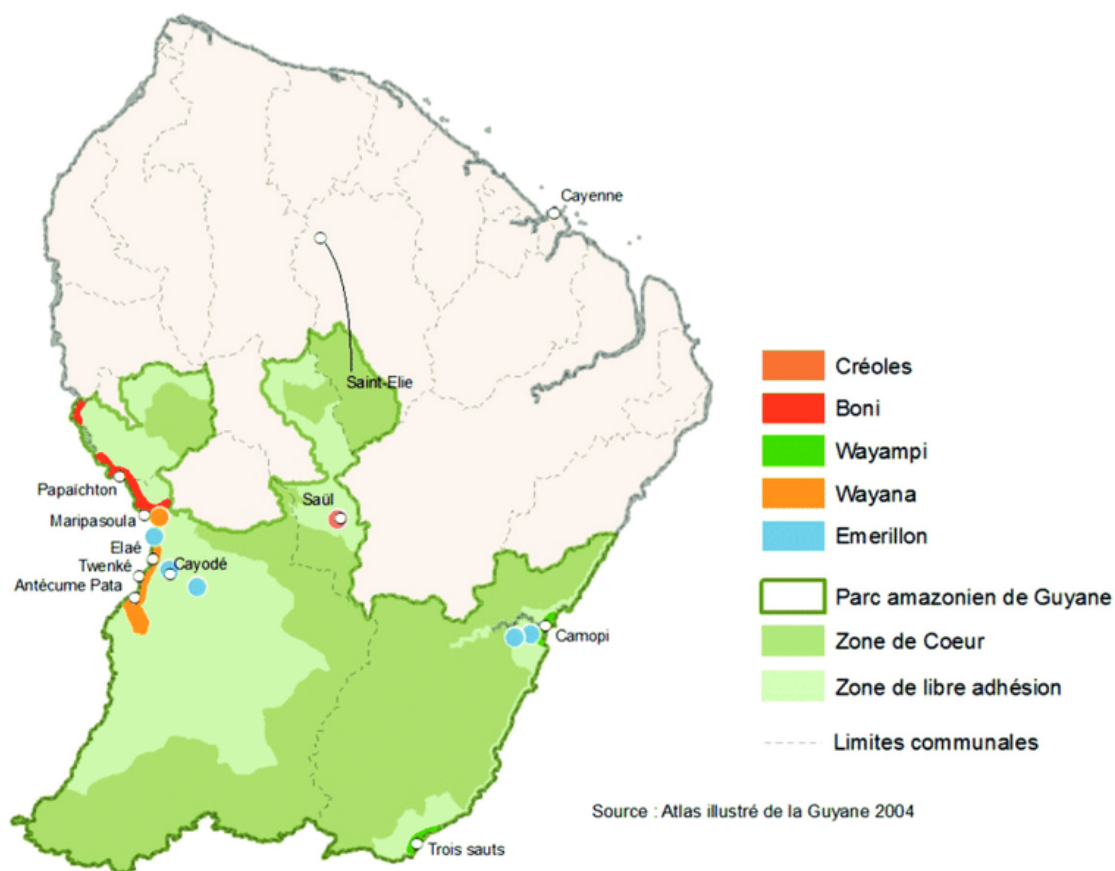 Cayenne
Saint-Elie
Papaïchton
Saül
Maripasoula
Elaé
Twenké
Cayodé
Antécume Pata
Camopi
Trois sauts
Créoles
Boni
Wayampi
Wayana
Emerillon
Parc amazonien de Guyane
Zone de Coeur
Zone de libre adhésion
Limites communales
Source : Atlas illustré de la Guyane 2004